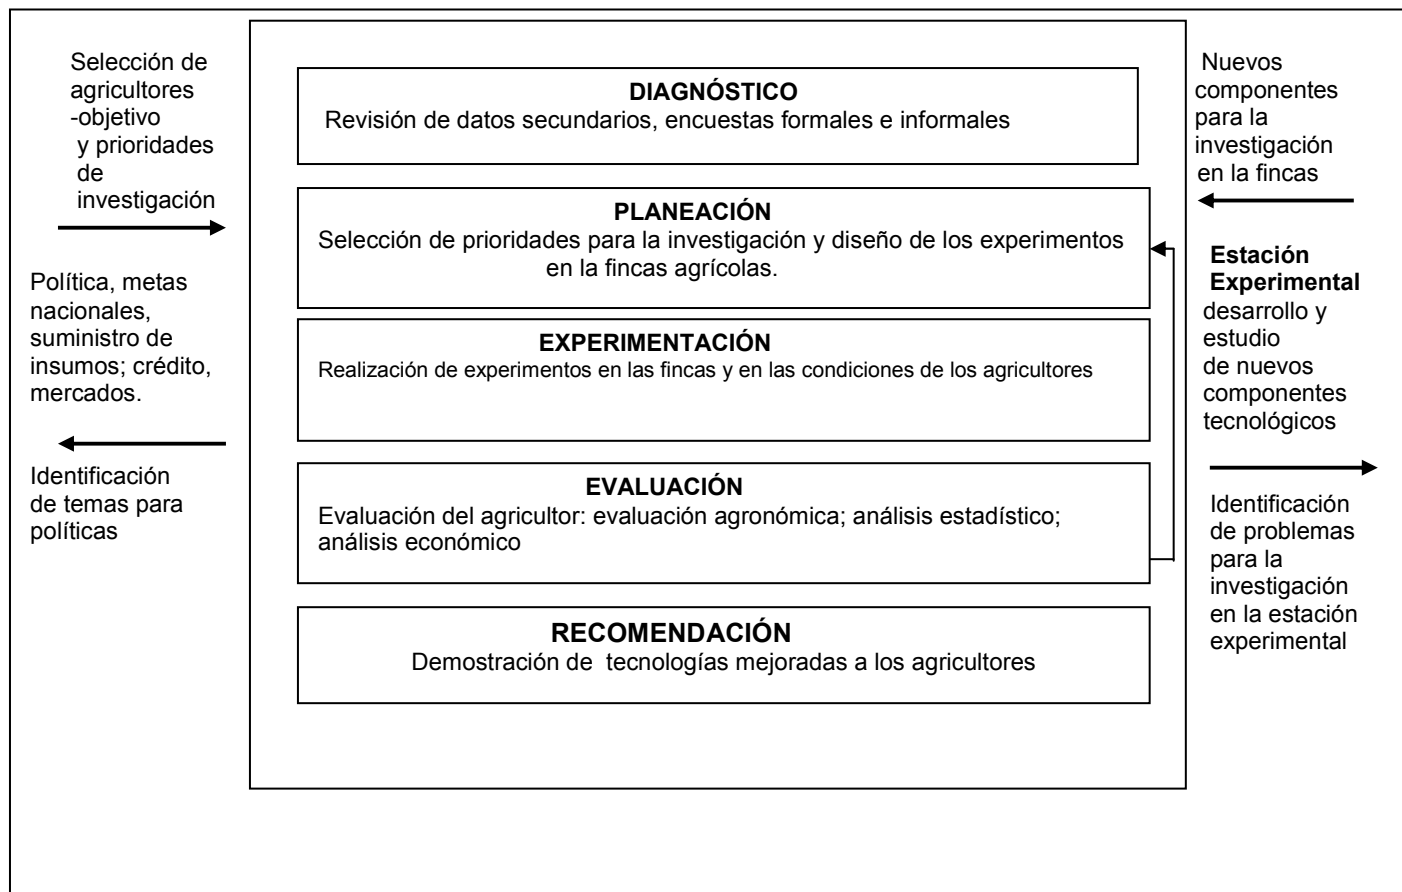 Selección de
agricultores
-objetivo
y prioridades
de
investigación
Política, metas
nacionales,
suministro de
insumos; crédito,
mercados.
Identificación
de temas para
políticas
DIAGNÓSTICO
Revisión de datos secundarios, encuestas formales e informales
PLANEACIÓN
Selección de prioridades para la investigación y diseño de los experimentos
en la fincas agrícolas.
EXPERIMENTACIÓN
Realización de experimentos en las fincas y en las condiciones de los agricultores
EVALUACIÓN
Evaluación del agricultor: evaluación agronómica; análisis estadístico;
análisis económico
RECOMENDACIÓN
Demostración de tecnologías mejoradas a los agricultores
Nuevos
componentes
para la
investigación
en la fincas
Estación
Experimental
desarrollo y
estudio
de nuevos
componentes
tecnológicos
Identificación
de problemas
para la
investigación
en la estación
experimental